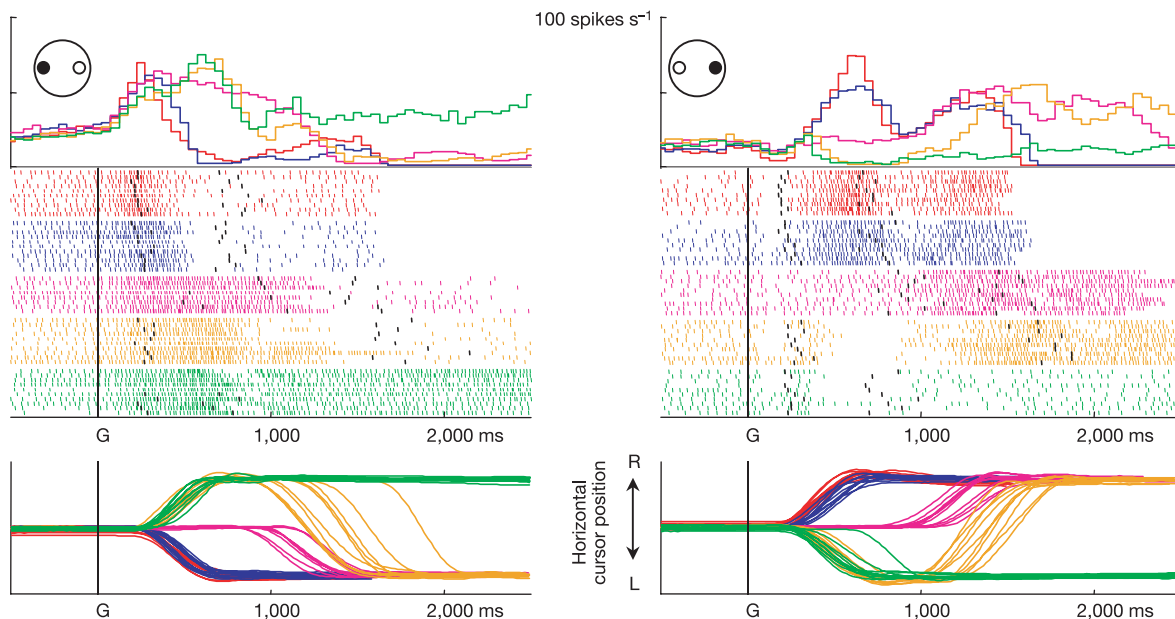 100 spikes s⁻¹
G 1,000 2,000 ms
G 1,000 2,000 ms
R
Horizontal
cursor position
L
G 1,000 2,000 ms
G 1,000 2,000 ms